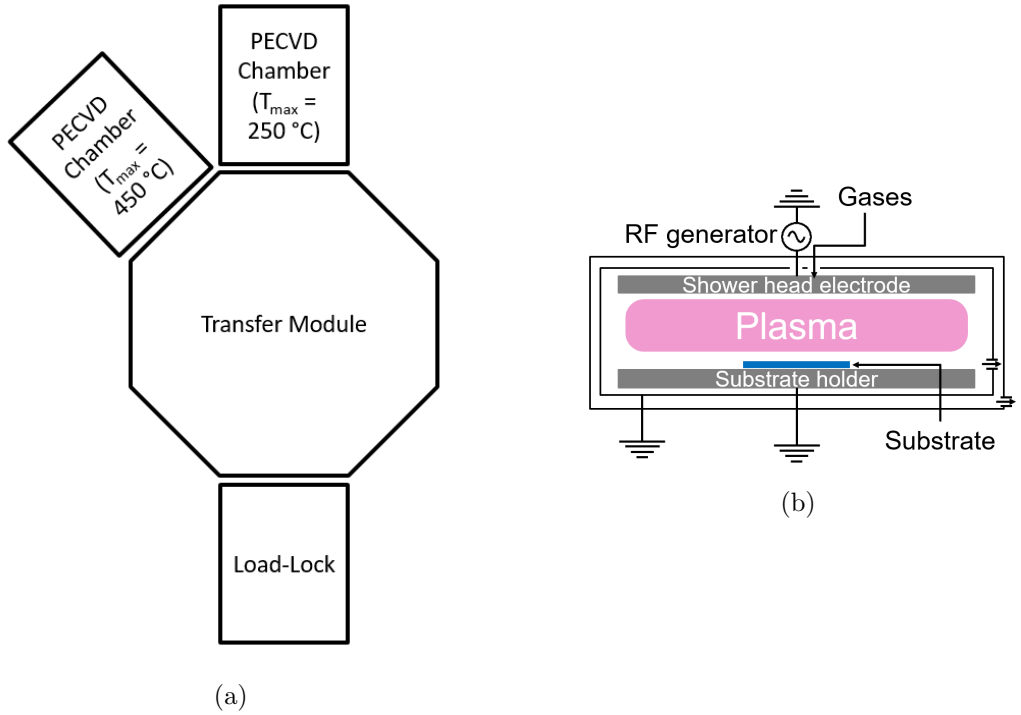 PECVD
Chamber
(Tmax =
250 °C)
PECVD
Chamber
(Tmax =
450 °C)
Transfer Module
Load-Lock
(a)
Gases
RF generator
Shower head electrode
Plasma
Substrate holder
Substrate
(b)